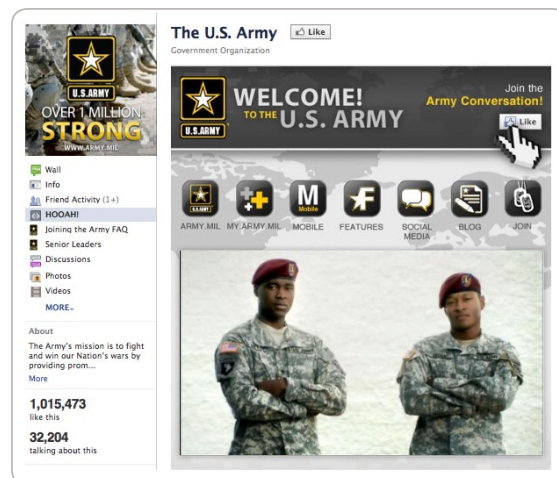 U.S.ARMY
OVER 1 MILLION
STRONG
WWW.ARMY.MIL
Wall
Info
Friend Activity (1+)
HOOAH!
Joining the Army FAQ
Senior Leaders
Discussions
Photos
Videos
MORE
About
The Army's mission is to fight
and win our Nation's wars by
providing prom...
More
1,015,473
like this
32,204
talking about this
The U.S. Army
Like
Government Organization
U.S.ARMY
WELCOME!
TO THE U.S. ARMY
Join the
Army Conversation!
Like
M
Mobile
ARMY.MIL
MY.ARMY.MIL
MOBILE
FEATURES
SOCIAL
MEDIA
BLOG
JOIN